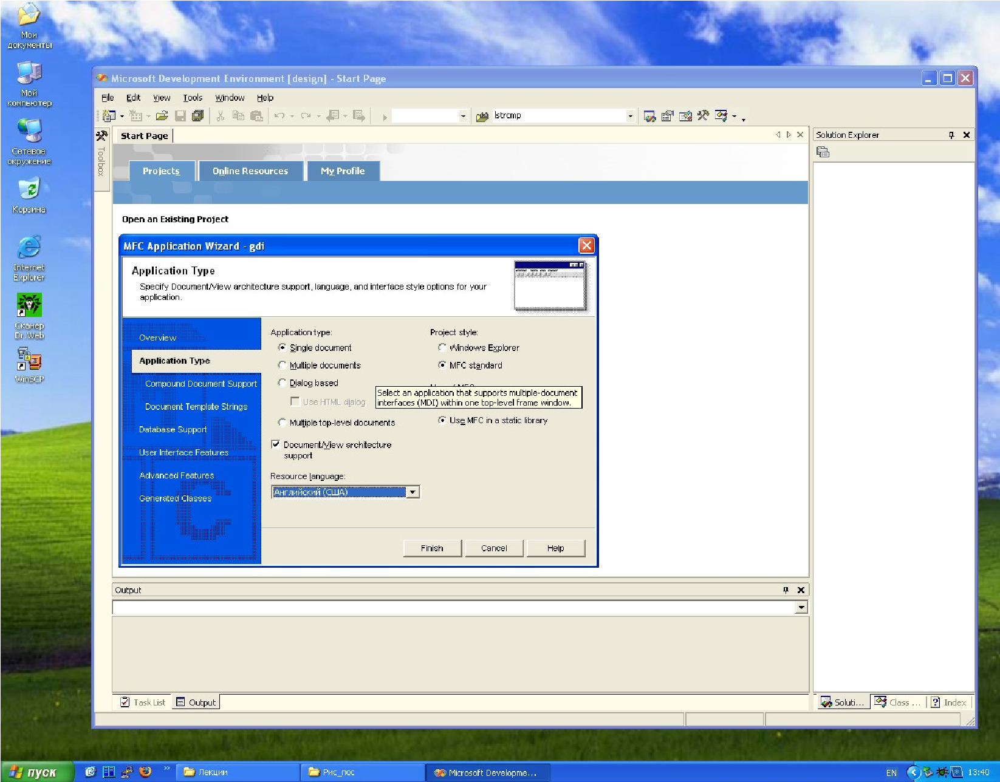 Мои
документы
Мой
компьютер
Сетевое
окружение
Корзина
Internet
Explorer
Сканер
Dr.Web
WinSCP
Microsoft Development Environment [design] - Start Page
File Edit View Tools Window Help
lstrcmp
Toolbox
Start Page
Solution Explorer
Projects Online Resources My Profile
Open an Existing Project
MFC Application Wizard - gdi
Application Type
Specify Document/View architecture support, language, and interface style options for your
application.
Overview
Application Type
Compound Document Support
Document Template Strings
Database Support
User Interface Features
Advanced Features
Generated Classes
Application type:
Single document
Multiple documents
Dialog based
Use HTML dialog
Multiple top-level documents
Document/View architecture
support
Resource language:
Английский (США)
Project style:
Windows Explorer
MFC standard
Select an application that supports multiple-document
interfaces (MDI) within one top-level frame window.
Use MFC in a static library
Finish Cancel Help
Output
Task List Output
Soluti... Class ... Index
пуск
Лекции
Рис_пос
Microsoft Developme...
EN
13:40